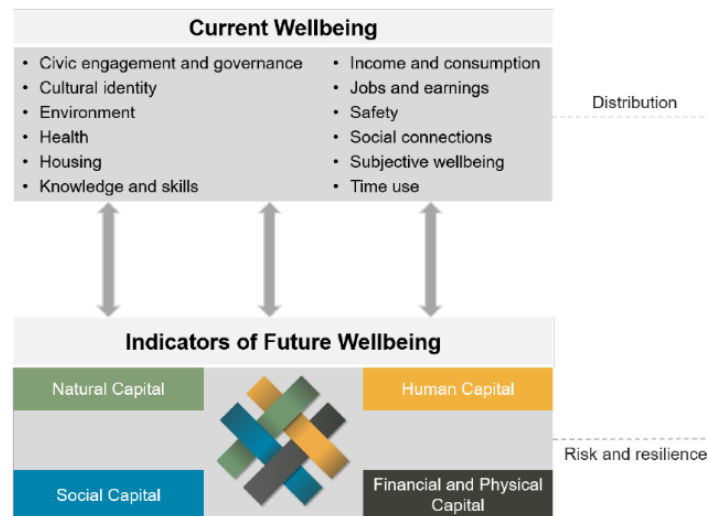 Current Wellbeing
• Civic engagement and governance
• Cultural identity
• Environment
• Health
• Housing
• Knowledge and skills
• Income and consumption
• Jobs and earnings
• Safety
• Social connections
• Subjective wellbeing
• Time use
Distribution
Indicators of Future Wellbeing
Natural Capital
Human Capital
Risk and resilience
Social Capital
Financial and Physical
Capital